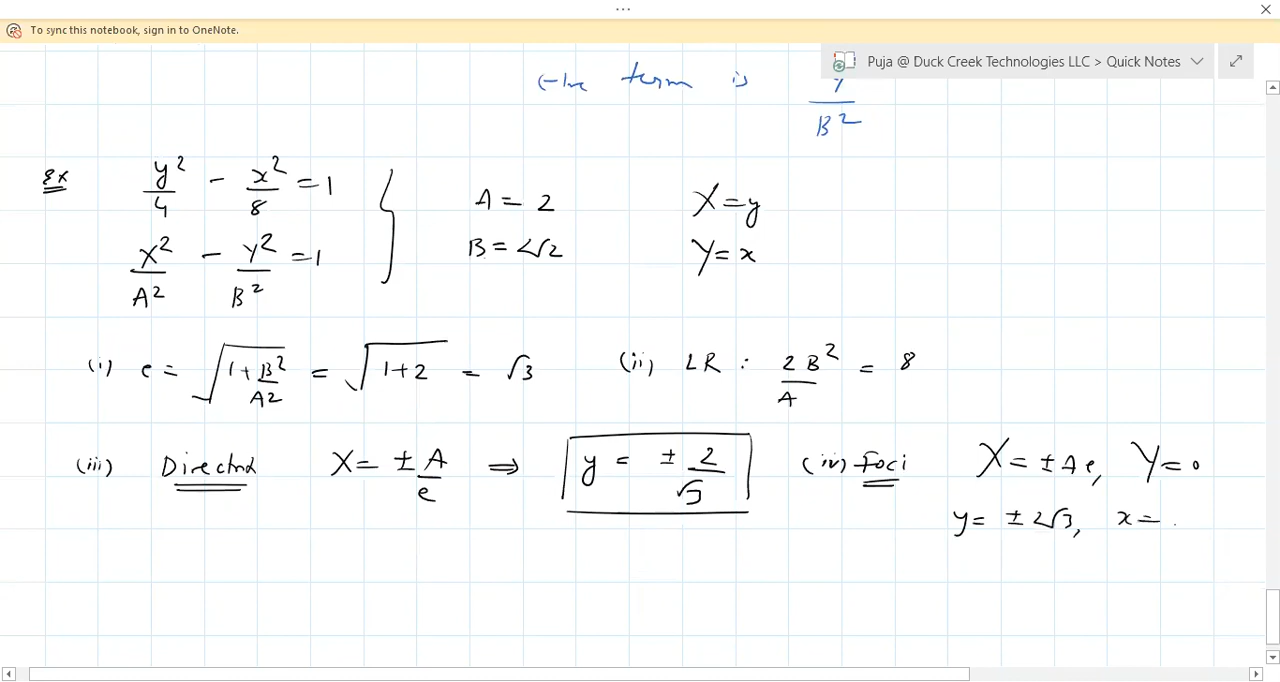 ...
To sync this notebook, sign in to OneNote.
Puja @ Duck Creek Technologies LLC > Quick Notes
-ve term is Y/B²
Ex y²/4 - x²/8 = 1
X²/A² - Y²/B² = 1
A = 2
B = 2√2
X = y
Y = x
(i) e = √(1 + B²/A²) = √(1+2) = √3 (ii) LR : 2B²/A = 8
(iii) X = ± A/e ⇒ y = ± 2/√3 (iv) Foci X = ±Ae, Y = 0
y = ± 2√3, x =